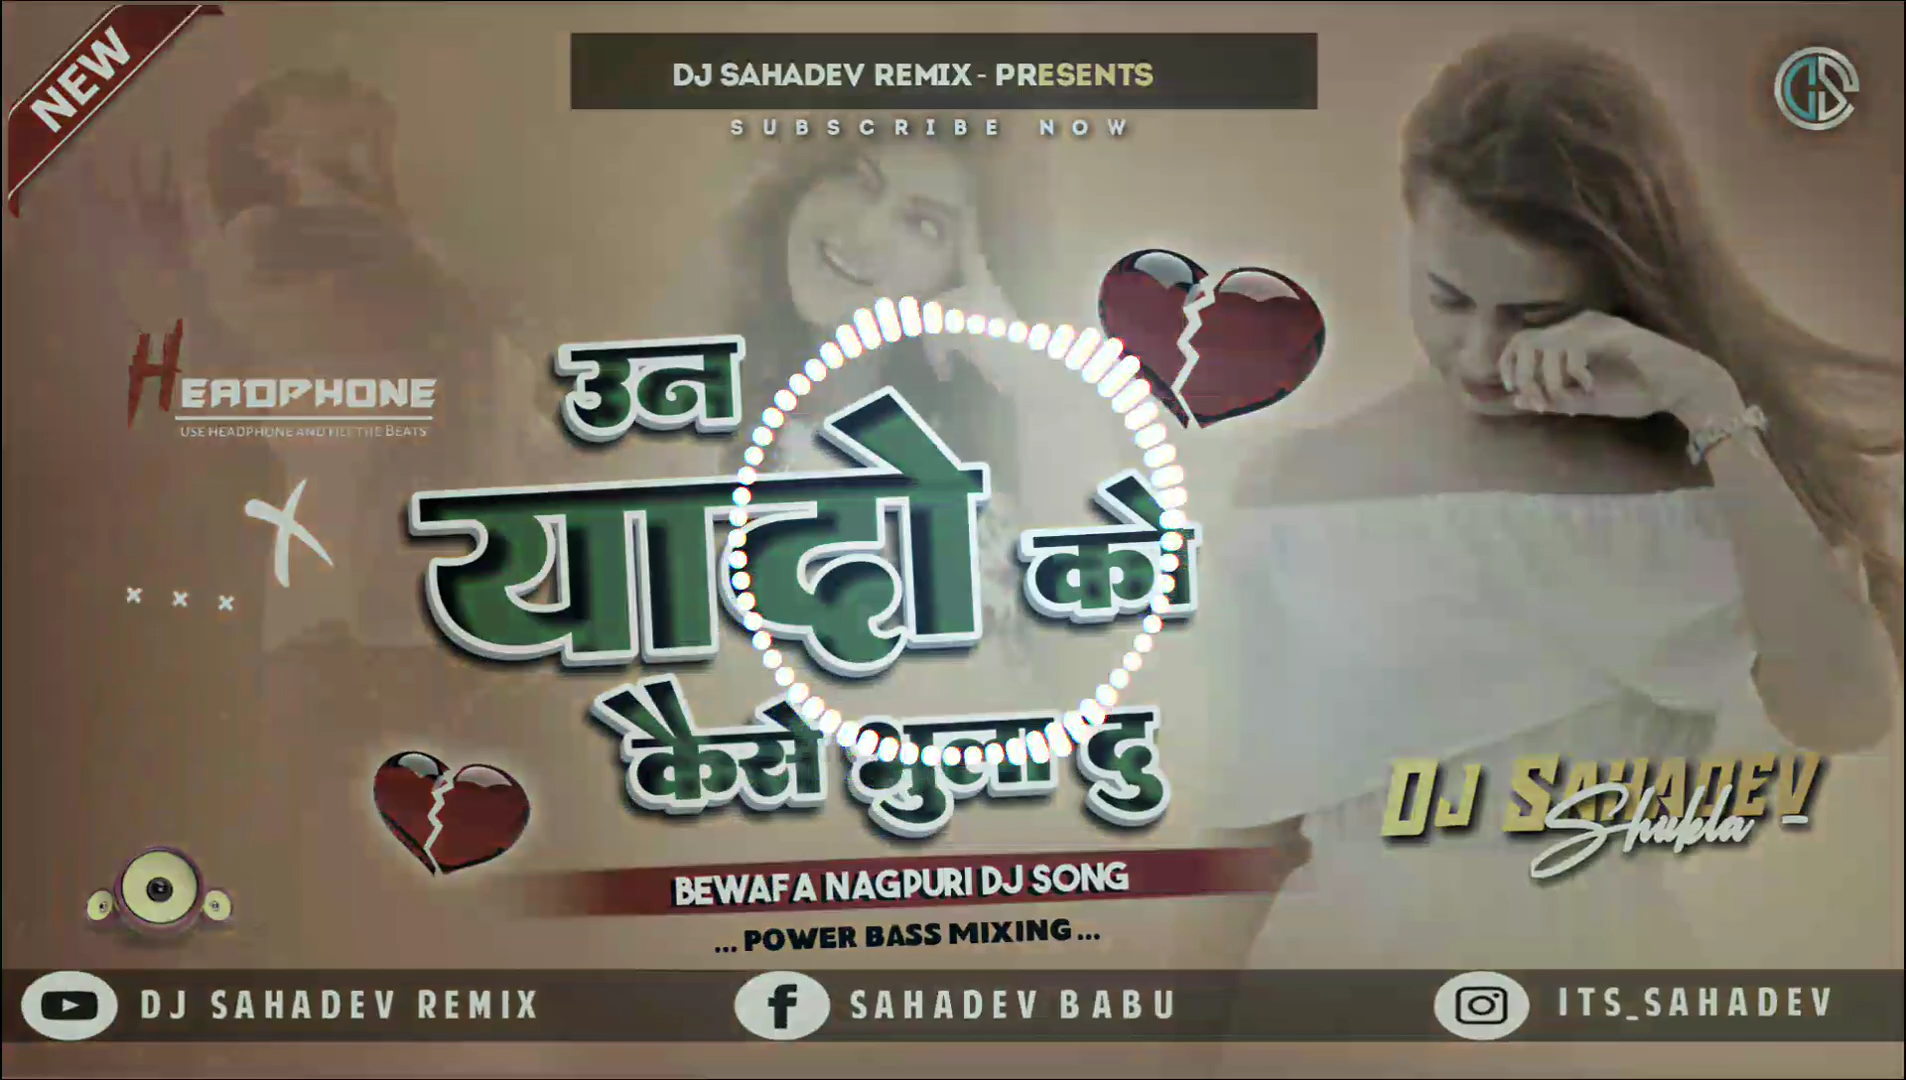 NEW
DJ SAHADEV REMIX - PRESENTS
SUBSCRIBE NOW
HEADPHONE
USE HEADPHONE AND FILL THE BEATS
उन
यादो को
कैसे भुला दु
DJ SAHADEV
Shukla
BEWAFA NAGPURI DJ SONG
... POWER BASS MIXING ...
DJ SAHADEV REMIX
SAHADEV BABU
ITS_SAHADEV